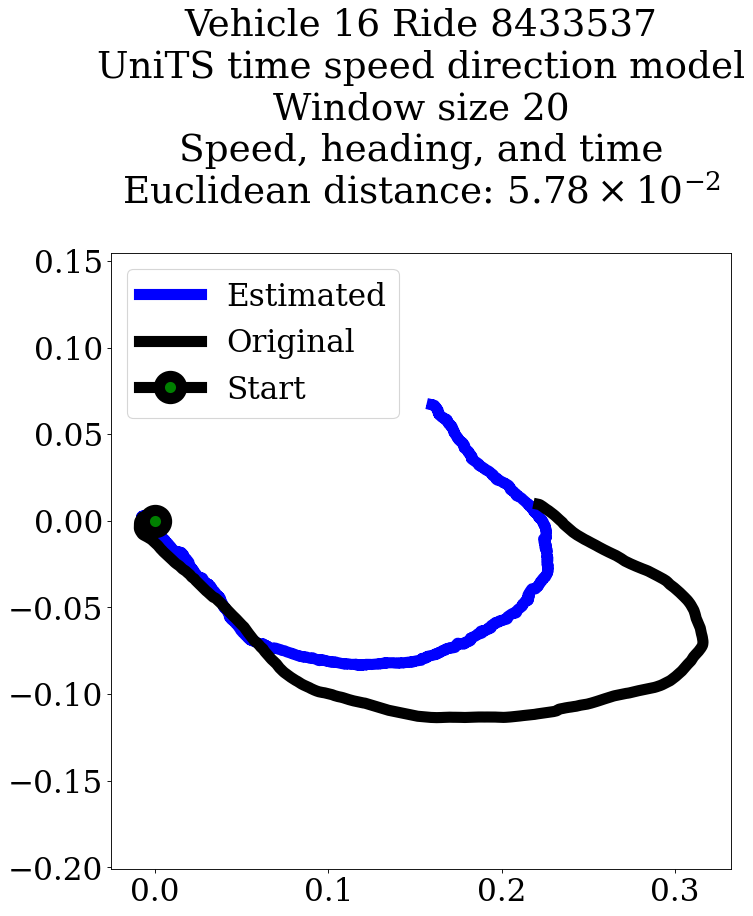 Vehicle 16 Ride 8433537
UniTS time speed direction model
Window size 20
Speed, heading, and time
Euclidean distance: 5.78 × 10⁻²
0.15
Estimated
0.10
Original
0.05
Start
0.00
−0.05
−0.10
−0.15
−0.20
0.0 0.1 0.2 0.3